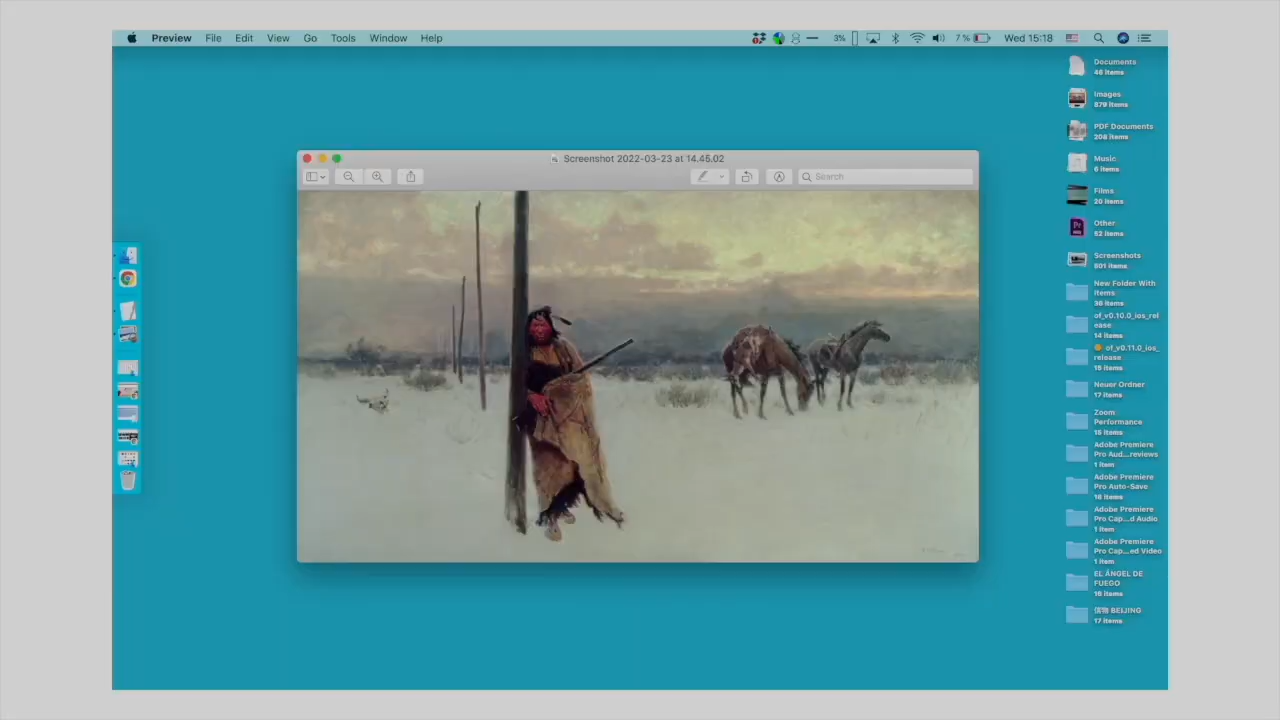 Preview File Edit View Go Tools Window Help
3% 7% Wed 15:18
Documents
46 items
Images
879 items
PDF Documents
208 items
Music
6 items
Films
20 items
Pr
Other
62 items
Screenshots
801 items
New Folder With
Items
36 items
of_v0.10.0_ios_rel
ease
14 items
of_v0.11.0_ios_
release
15 items
Neuer Ordner
17 items
Zoom
Performance
15 items
Adobe Premiere
Pro Aud...reviews
1 item
Adobe Premiere
Pro Auto-Save
18 items
Adobe Premiere
Pro Cap...d Audio
1 item
Adobe Premiere
Pro Cap...ed Video
1 item
EL ÁNGEL DE
FUEGO
16 items
BEIJING
17 items
Screenshot 2022-03-23 at 14.45.02
Search